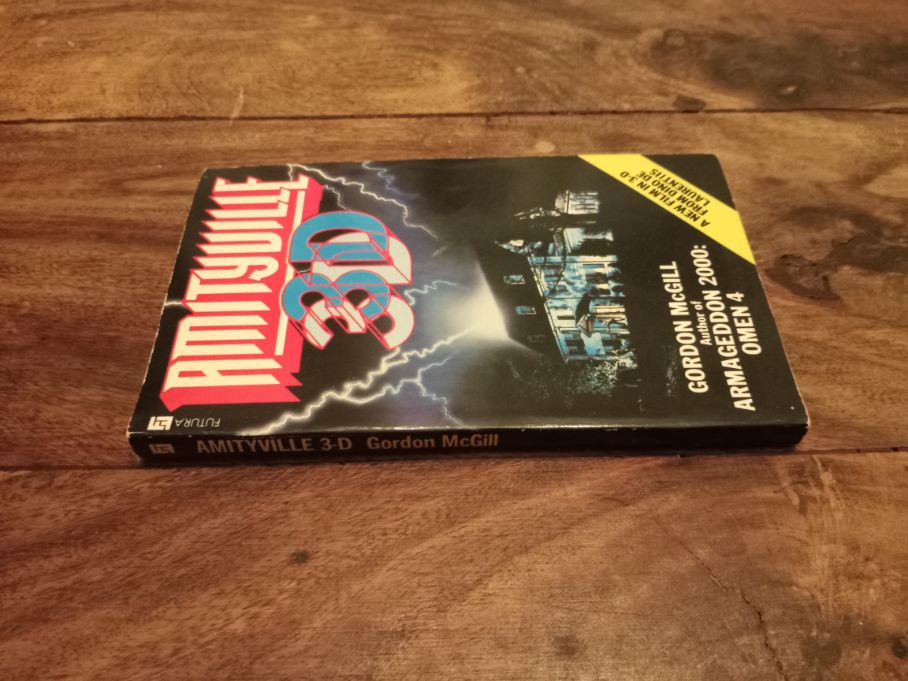 AMITYVILLE
3D
A NEW FILM IN 3-D
FROM DINO DE
LAURENTIIS
GORDON McGILL
Author of
ARMAGEDDON 2000:
OMEN 4
FUTURA
AMITYVILLE 3-D Gordon McGill